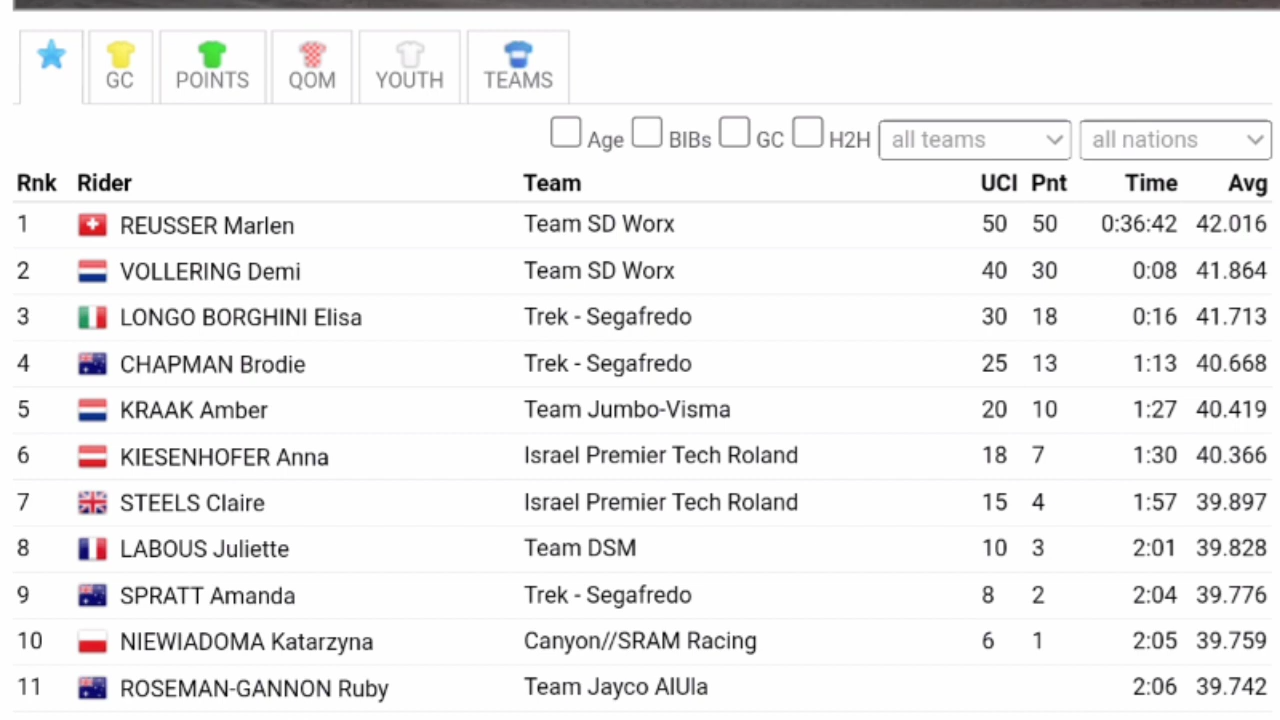 GC POINTS QOM YOUTH TEAMS
Age BIBs GC H2H all teams all nations
Rnk Rider Team UCI Pnt Time Avg
1 REUSSER Marlen Team SD Worx 50 50 0:36:42 42.016
2 VOLLERING Demi Team SD Worx 40 30 0:08 41.864
3 LONGO BORGHINI Elisa Trek - Segafredo 30 18 0:16 41.713
4 CHAPMAN Brodie Trek - Segafredo 25 13 1:13 40.668
5 KRAAK Amber Team Jumbo-Visma 20 10 1:27 40.419
6 KIESENHOFER Anna Israel Premier Tech Roland 18 7 1:30 40.366
7 STEELS Claire Israel Premier Tech Roland 15 4 1:57 39.897
8 LABOUS Juliette Team DSM 10 3 2:01 39.828
9 SPRATT Amanda Trek - Segafredo 8 2 2:04 39.776
10 NIEWIADOMA Katarzyna Canyon//SRAM Racing 6 1 2:05 39.759
11 ROSEMAN-GANNON Ruby Team Jayco AlUla 2:06 39.742